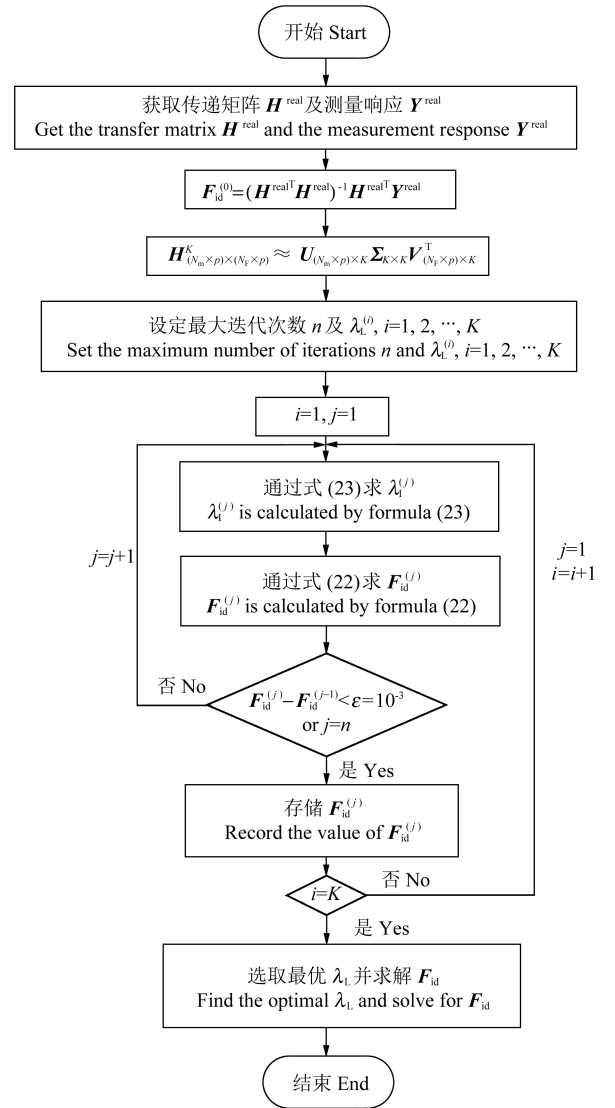 开始 Start
获取传递矩阵 H^real 及测量响应 Y^real
Get the transfer matrix H^real and the measurement response Y^real
F_id^(0)=(H^real^T H^real)^-1 H^real^T Y^real
H^K_(N_m×p)×(N_F×p) ≈ U_(N_m×p)×K Σ_K×K V^T_(N_F×p)×K
设定最大迭代次数 n 及 λ_L^(i), i=1, 2, ···, K
Set the maximum number of iterations n and λ_L^(i), i=1, 2, ···, K
i=1, j=1
通过式 (23) 求 λ_I^(j)
λ_I^(j) is calculated by formula (23)
j=j+1
j=1
i=i+1
通过式 (22) 求 F_id^(j)
F_id^(j) is calculated by formula (22)
否 No
F_id^(j)−F_id^(j−1)<ε=10^-3
or j=n
是 Yes
存储 F_id^(j)
Record the value of F_id^(j)
否 No
i=K
是 Yes
选取最优 λ_L 并求解 F_id
Find the optimal λ_L and solve for F_id
结束 End